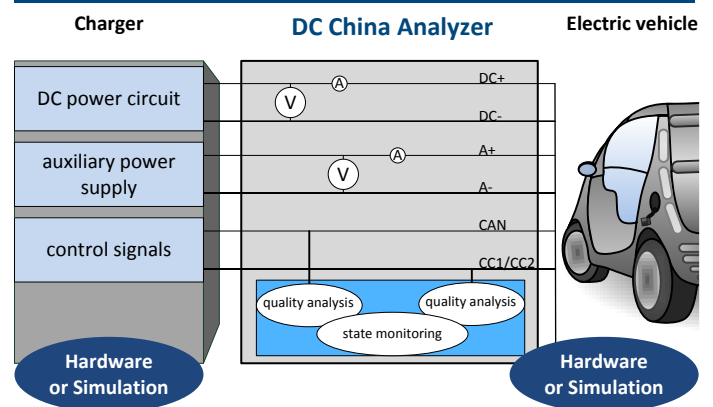 Charger
DC China Analyzer
Electric vehicle
DC power circuit
A
V
DC+
DC-
auxiliary power
supply
A
V
A+
A-
control signals
CAN
CC1/CC2
quality analysis
quality analysis
state monitoring
Hardware
or Simulation
Hardware
or Simulation